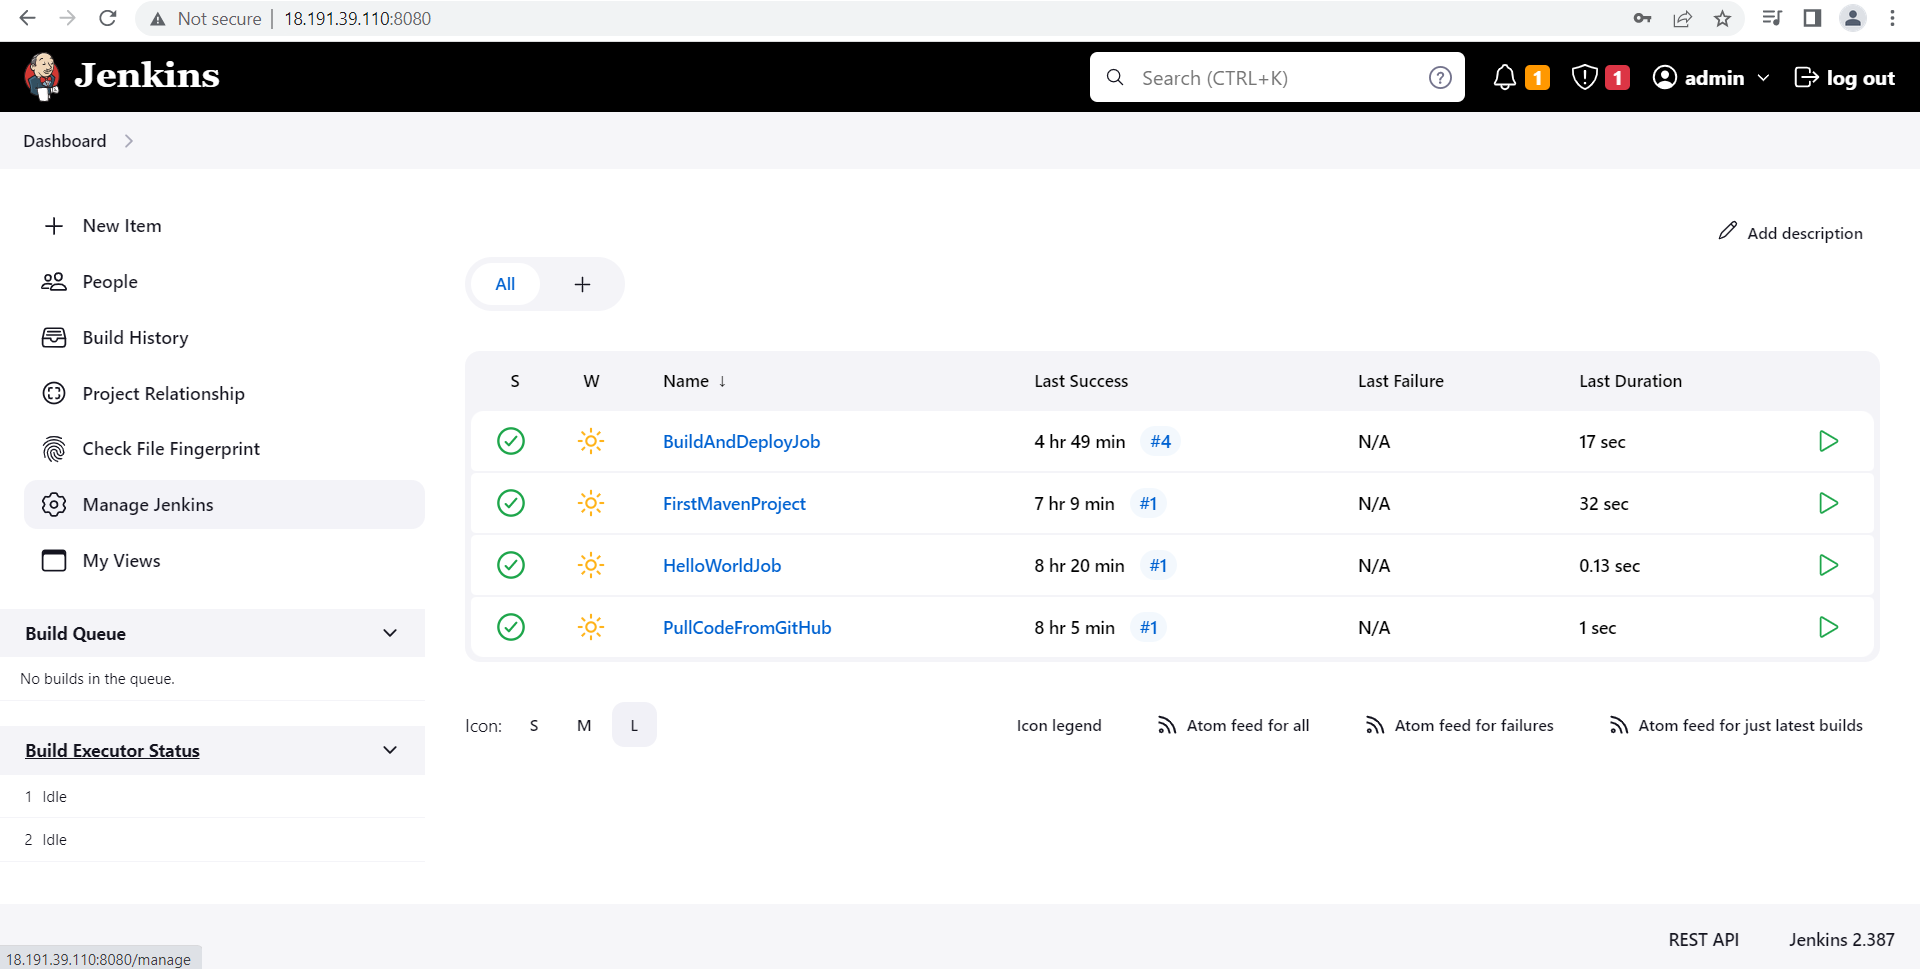 Not secure | 18.191.39.110:8080
Jenkins
Search (CTRL+K)
1
1
admin
log out
Dashboard
New Item
People
Build History
Project Relationship
Check File Fingerprint
Manage Jenkins
My Views
Build Queue
No builds in the queue.
Build Executor Status
1 Idle
2 Idle
Add description
All
S W Name ↓ Last Success Last Failure Last Duration
BuildAndDeployJob 4 hr 49 min #4 N/A 17 sec
FirstMavenProject 7 hr 9 min #1 N/A 32 sec
HelloWorldJob 8 hr 20 min #1 N/A 0.13 sec
PullCodeFromGitHub 8 hr 5 min #1 N/A 1 sec
Icon: S M L
Icon legend Atom feed for all Atom feed for failures Atom feed for just latest builds
REST API Jenkins 2.387
18.191.39.110:8080/manage